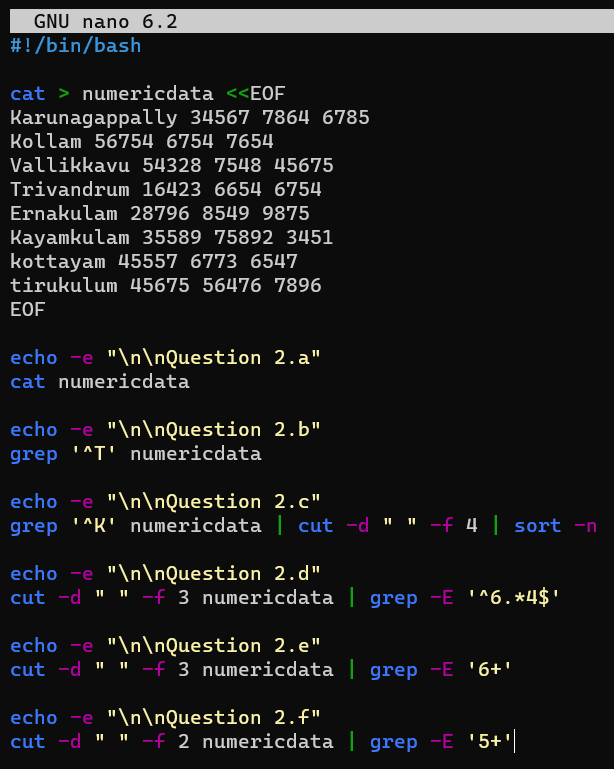 GNU nano 6.2
#!/bin/bash
cat > numericdata <<EOF
Karunagappally 34567 7864 6785
Kollam 56754 6754 7654
Vallikkavu 54328 7548 45675
Trivandrum 16423 6654 6754
Ernakulam 28796 8549 9875
Kayamkulam 35589 75892 3451
kottayam 45557 6773 6547
tirukulum 45675 56476 7896
EOF
echo -e "\n\nQuestion 2.a"
cat numericdata
echo -e "\n\nQuestion 2.b"
grep '^T' numericdata
echo -e "\n\nQuestion 2.c"
grep '^K' numericdata | cut -d " " -f 4 | sort -n
echo -e "\n\nQuestion 2.d"
cut -d " " -f 3 numericdata | grep -E '^6.*4$'
echo -e "\n\nQuestion 2.e"
cut -d " " -f 3 numericdata | grep -E '6+'
echo -e "\n\nQuestion 2.f"
cut -d " " -f 2 numericdata | grep -E '5+'